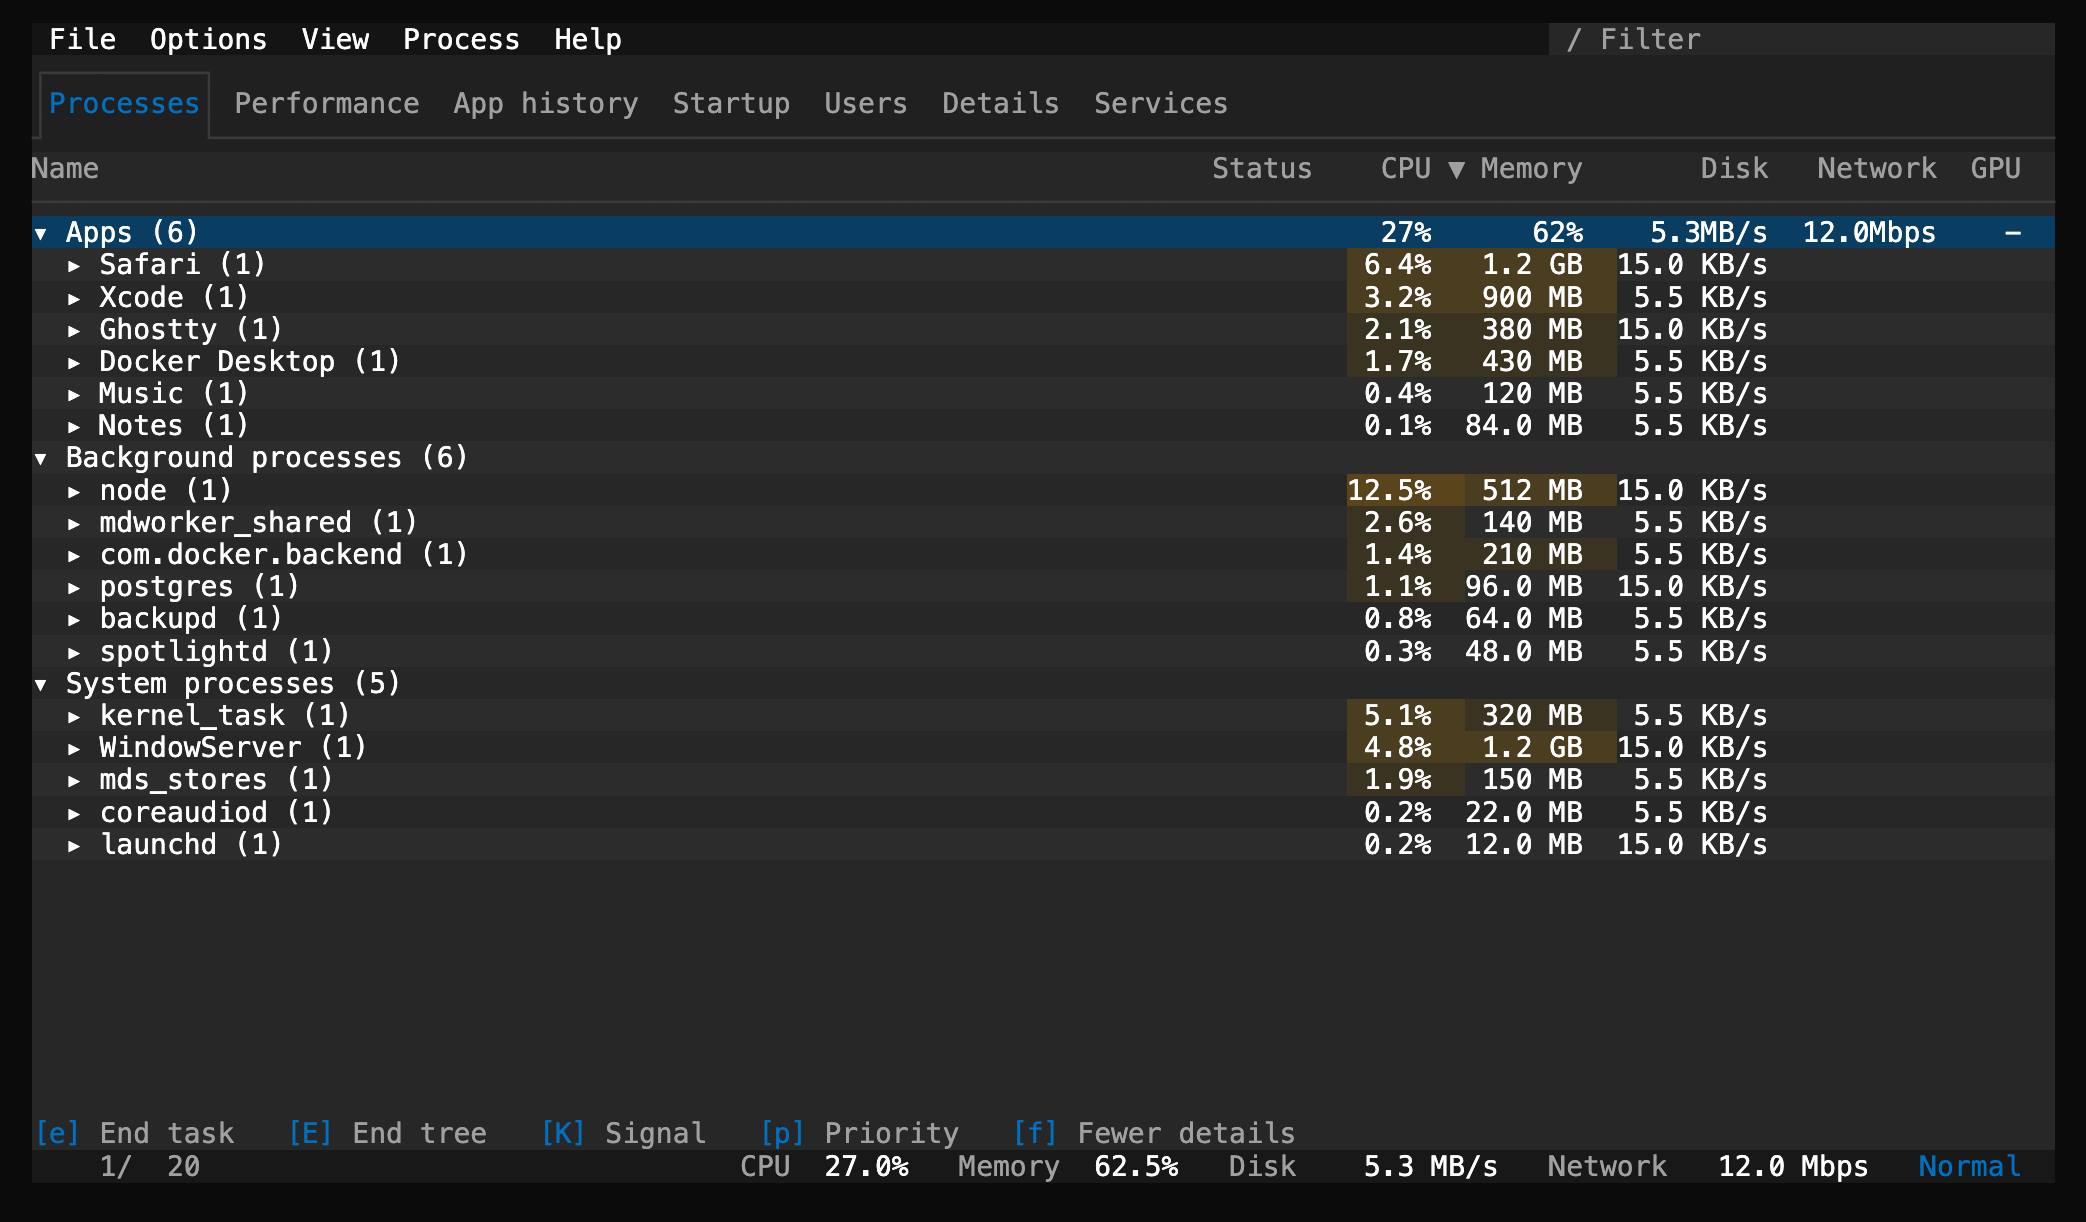 File Options View Process Help / Filter
Processes Performance App history Startup Users Details Services
Name Status CPU ▼ Memory Disk Network GPU
▼ Apps (6) 27% 62% 5.3MB/s 12.0Mbps –
▶ Safari (1) 6.4% 1.2 GB 15.0 KB/s
▶ Xcode (1) 3.2% 900 MB 5.5 KB/s
▶ Ghostty (1) 2.1% 380 MB 15.0 KB/s
▶ Docker Desktop (1) 1.7% 430 MB 5.5 KB/s
▶ Music (1) 0.4% 120 MB 5.5 KB/s
▶ Notes (1) 0.1% 84.0 MB 5.5 KB/s
▼ Background processes (6)
▶ node (1) 12.5% 512 MB 15.0 KB/s
▶ mdworker_shared (1) 2.6% 140 MB 5.5 KB/s
▶ com.docker.backend (1) 1.4% 210 MB 5.5 KB/s
▶ postgres (1) 1.1% 96.0 MB 15.0 KB/s
▶ backupd (1) 0.8% 64.0 MB 5.5 KB/s
▶ spotlightd (1) 0.3% 48.0 MB 5.5 KB/s
▼ System processes (5)
▶ kernel_task (1) 5.1% 320 MB 5.5 KB/s
▶ WindowServer (1) 4.8% 1.2 GB 15.0 KB/s
▶ mds_stores (1) 1.9% 150 MB 5.5 KB/s
▶ coreaudiod (1) 0.2% 22.0 MB 5.5 KB/s
▶ launchd (1) 0.2% 12.0 MB 15.0 KB/s
[e] End task [E] End tree [K] Signal [p] Priority [f] Fewer details
1/ 20 CPU 27.0% Memory 62.5% Disk 5.3 MB/s Network 12.0 Mbps Normal